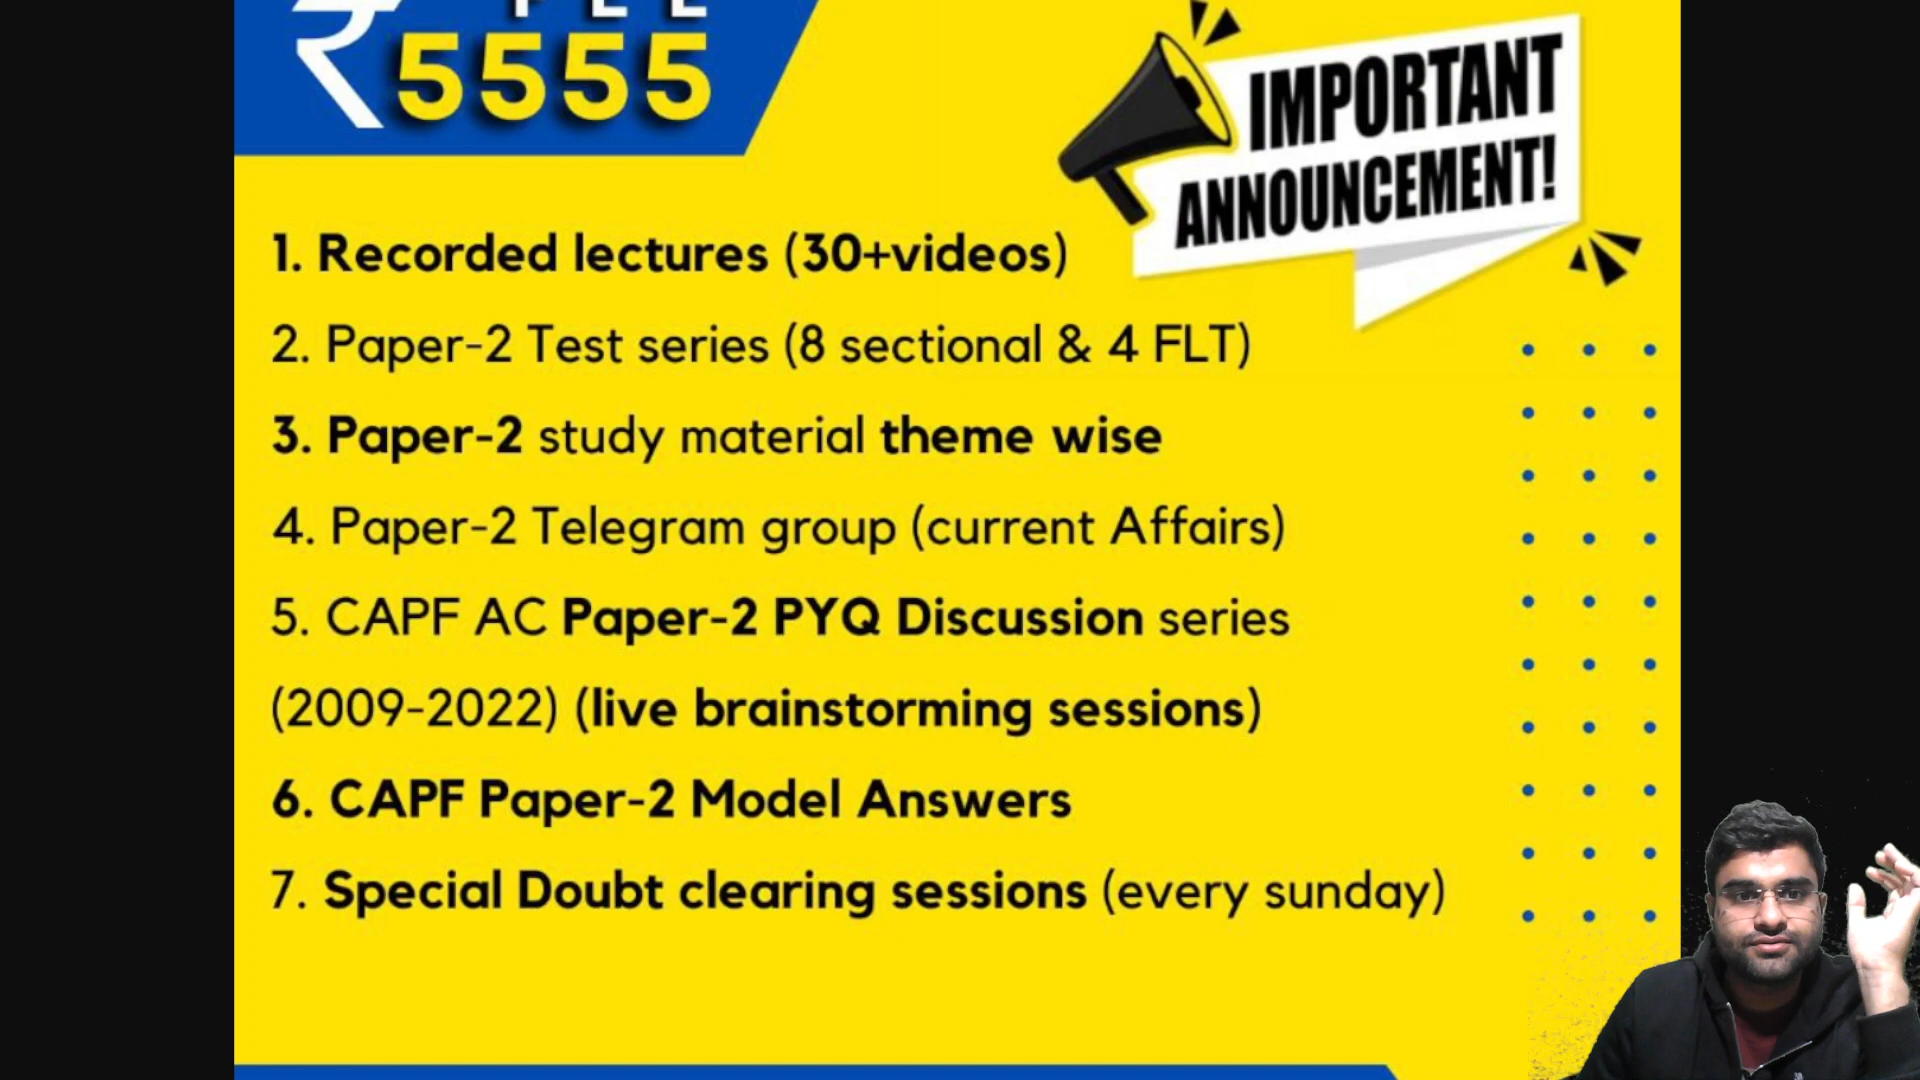 FEE
₹5555
IMPORTANT
ANNOUNCEMENT!
1. Recorded lectures (30+videos)
2. Paper-2 Test series (8 sectional & 4 FLT)
3. Paper-2 study material theme wise
4. Paper-2 Telegram group (current Affairs)
5. CAPF AC Paper-2 PYQ Discussion series
(2009-2022) (live brainstorming sessions)
6. CAPF Paper-2 Model Answers
7. Special Doubt clearing sessions (every sunday)